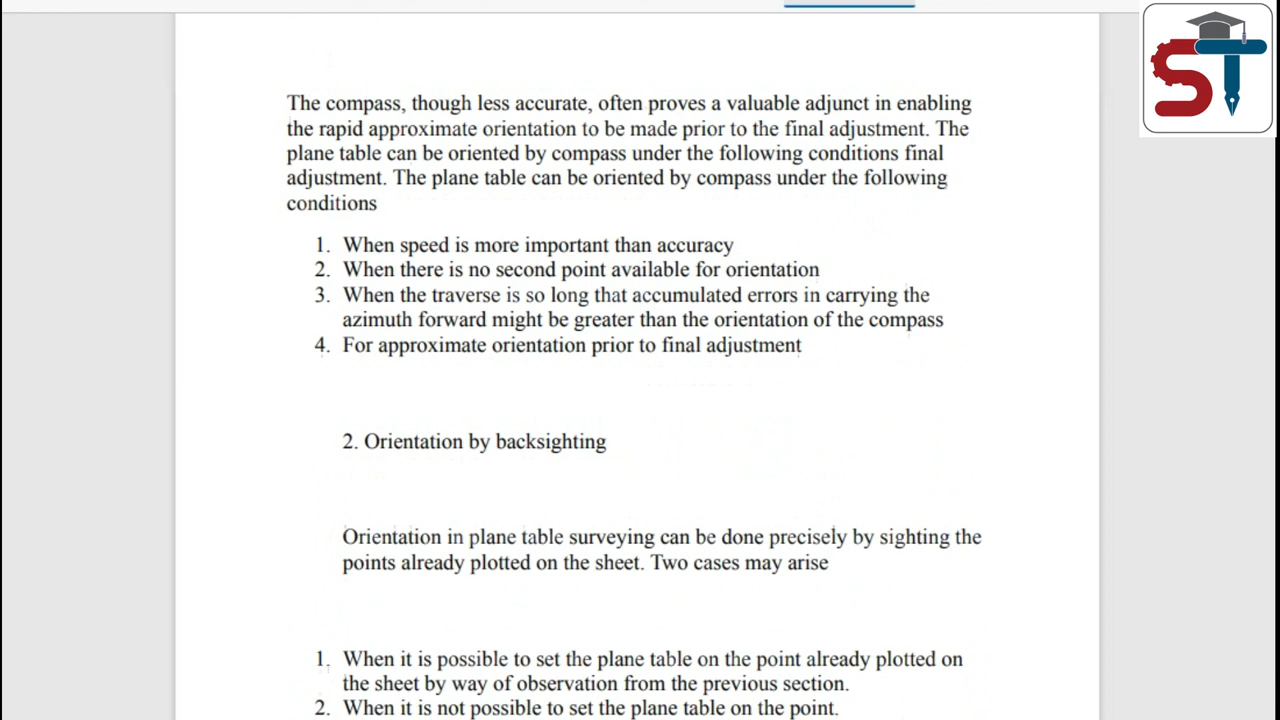 ST
The compass, though less accurate, often proves a valuable adjunct in enabling
the rapid approximate orientation to be made prior to the final adjustment. The
plane table can be oriented by compass under the following conditions final
adjustment. The plane table can be oriented by compass under the following
conditions
1. When speed is more important than accuracy
2. When there is no second point available for orientation
3. When the traverse is so long that accumulated errors in carrying the
azimuth forward might be greater than the orientation of the compass
4. For approximate orientation prior to final adjustment
2. Orientation by backsighting
Orientation in plane table surveying can be done precisely by sighting the
points already plotted on the sheet. Two cases may arise
1. When it is possible to set the plane table on the point already plotted on
the sheet by way of observation from the previous section.
2. When it is not possible to set the plane table on the point.